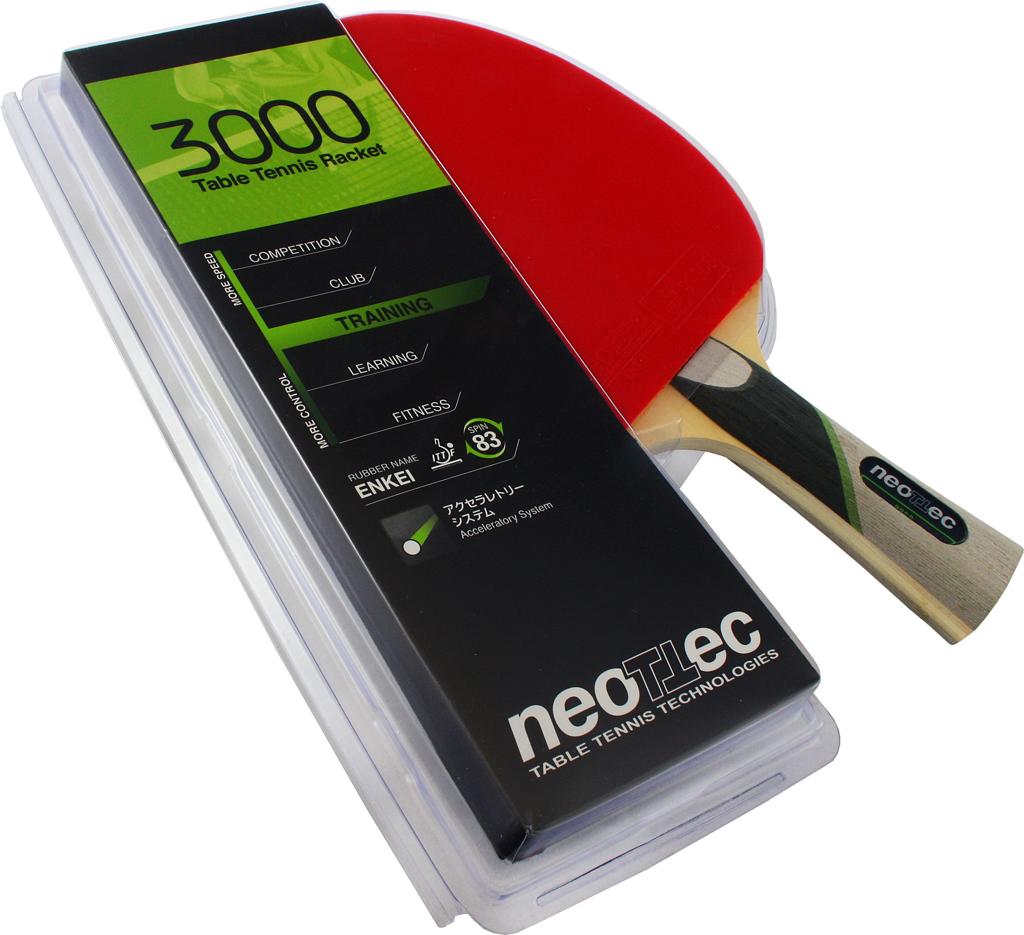 3000
Table Tennis Racket
MORE SPEED
COMPETITION
CLUB
TRAINING
LEARNING
FITNESS
MORE CONTROL
RUBBER NAME
ENKEI
ITTF
SPIN
83
アクセラレトリー
システム
Acceleratory System
neoTTec
TABLE TENNIS TECHNOLOGIES
neoTTec